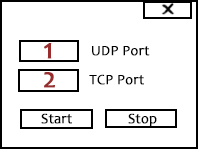 X
1 UDP Port
2 TCP Port
Start Stop